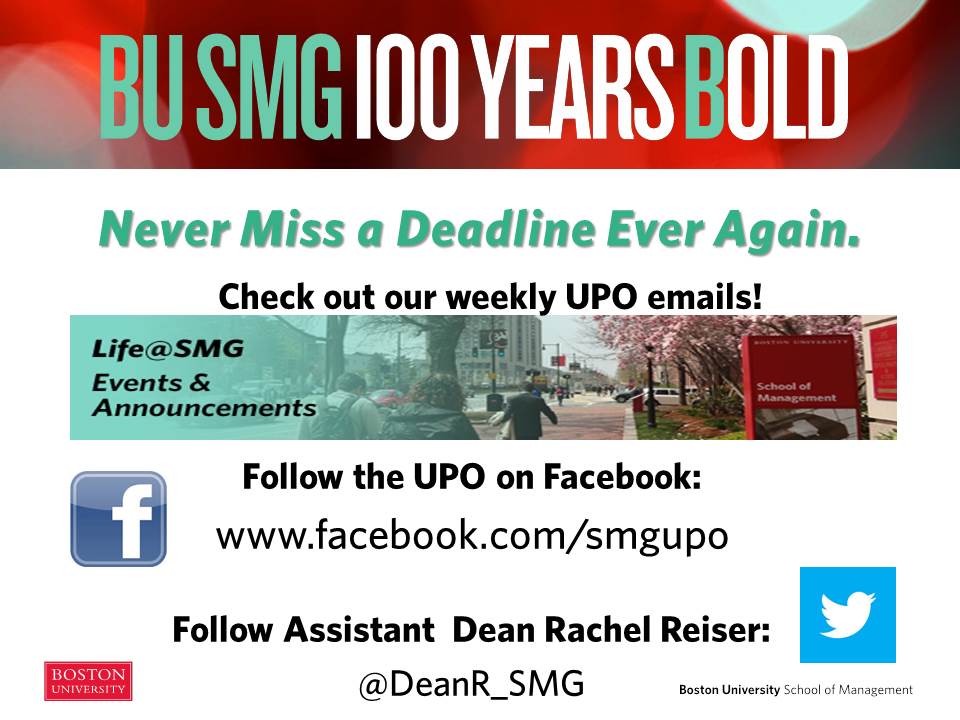 BU SMG 100 YEARS BOLD
Never Miss a Deadline Ever Again.
Check out our weekly UPO emails!
Life@SMG
Events &
Announcements
BOSTON UNIVERSITY
School of
Management
Follow the UPO on Facebook:
f
www.facebook.com/smgupo
Follow Assistant  Dean Rachel Reiser:
@DeanR_SMG
BOSTON
UNIVERSITY
Boston University School of Management